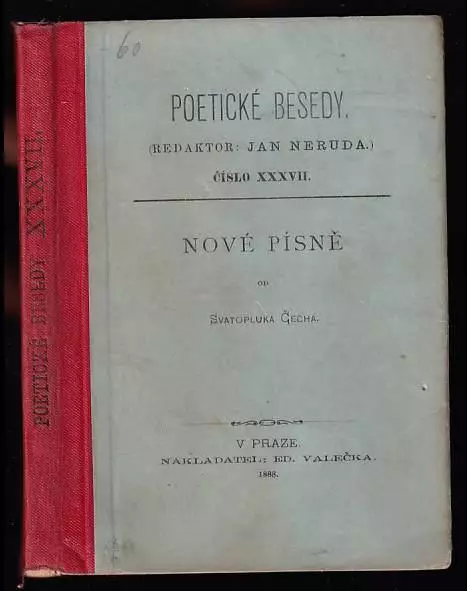 60
POETICKÉ BESEDY.
(REDAKTOR: JAN NERUDA.)
ČÍSLO XXXVII.
NOVÉ PÍSNĚ
OD
SVATOPLUKA ČECHA.
V PRAZE.
NAKLADATEL: ED. VALEČKA.
1888.
POETICKÉ BESEDY XXXVII.